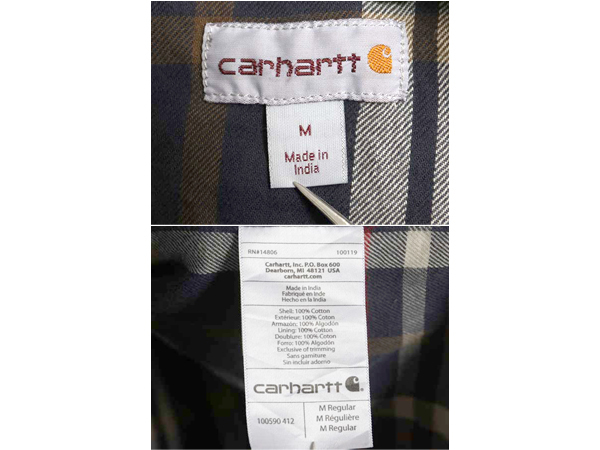 carhartt
M
Made in
India
RN#14806 100119
Carhartt, Inc. P.O. Box 600
Dearborn, MI 48121 USA
carhartt.com
Made in India
Fabriqué en Inde
Hecho en la India
Shell: 100% Cotton
Extérieur: 100% Coton
Armazón: 100% Algodón
Lining: 100% Cotton
Doublure: 100% Coton
Forro: 100% Algodón
Exclusive of trimming
Sans garniture
Sin incluir adorno
carhartt
M Regular
100590 412 M Régulière
M Regular